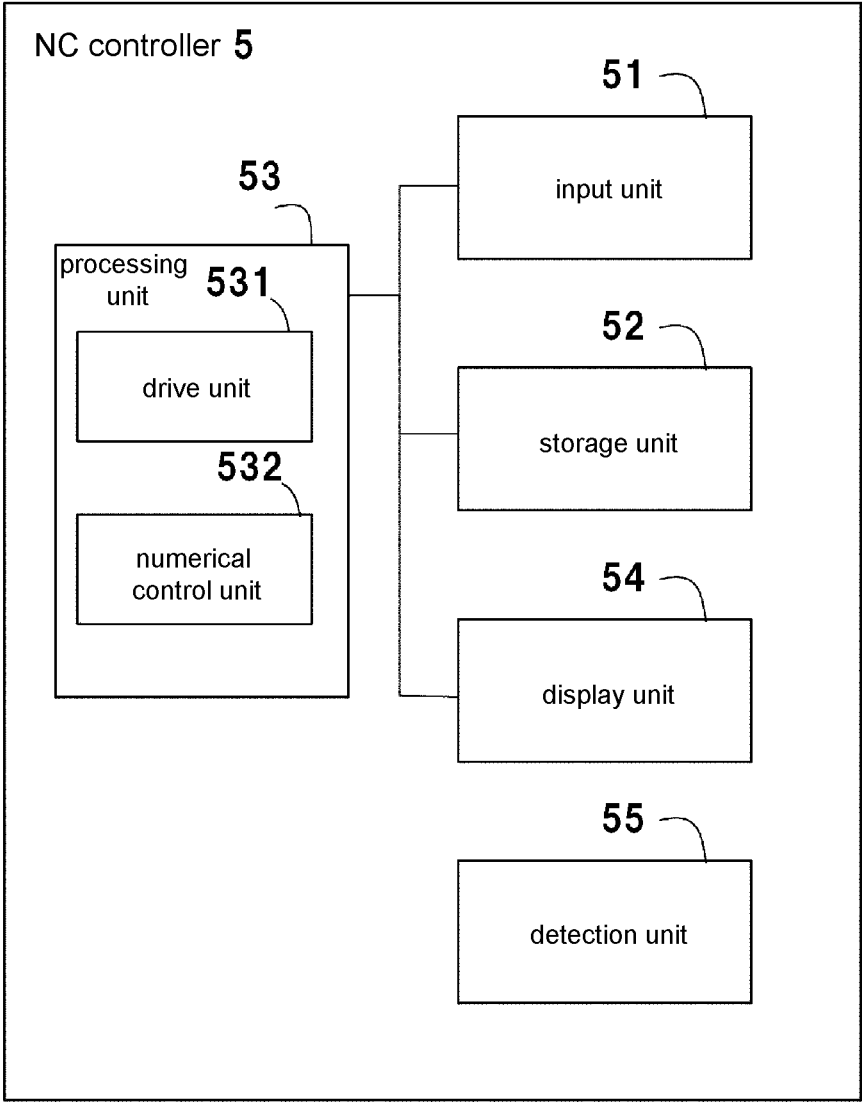 NC controller 5
51
input unit
53
processing
unit
531
drive unit
52
storage unit
532
numerical
control unit
54
display unit
55
detection unit